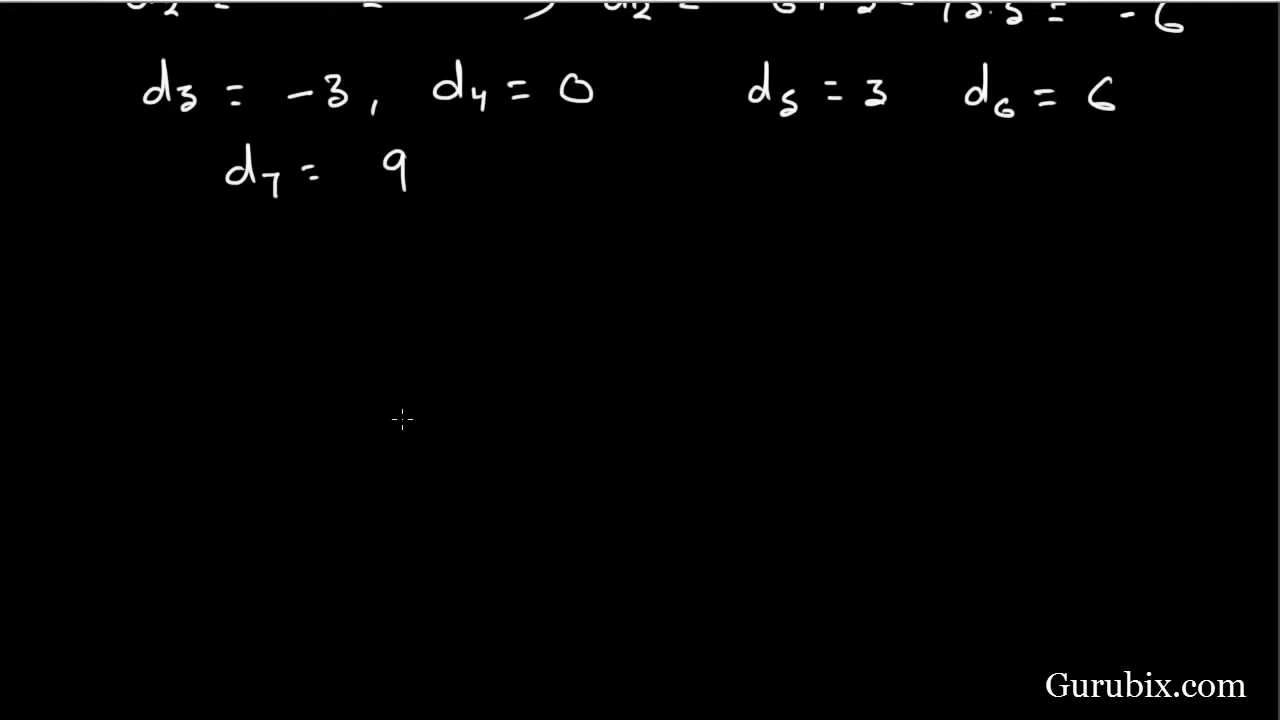 d3 = -3, d4 = 0 d5 = 3 d6 = 6
d7 = 9
Gurubix.com